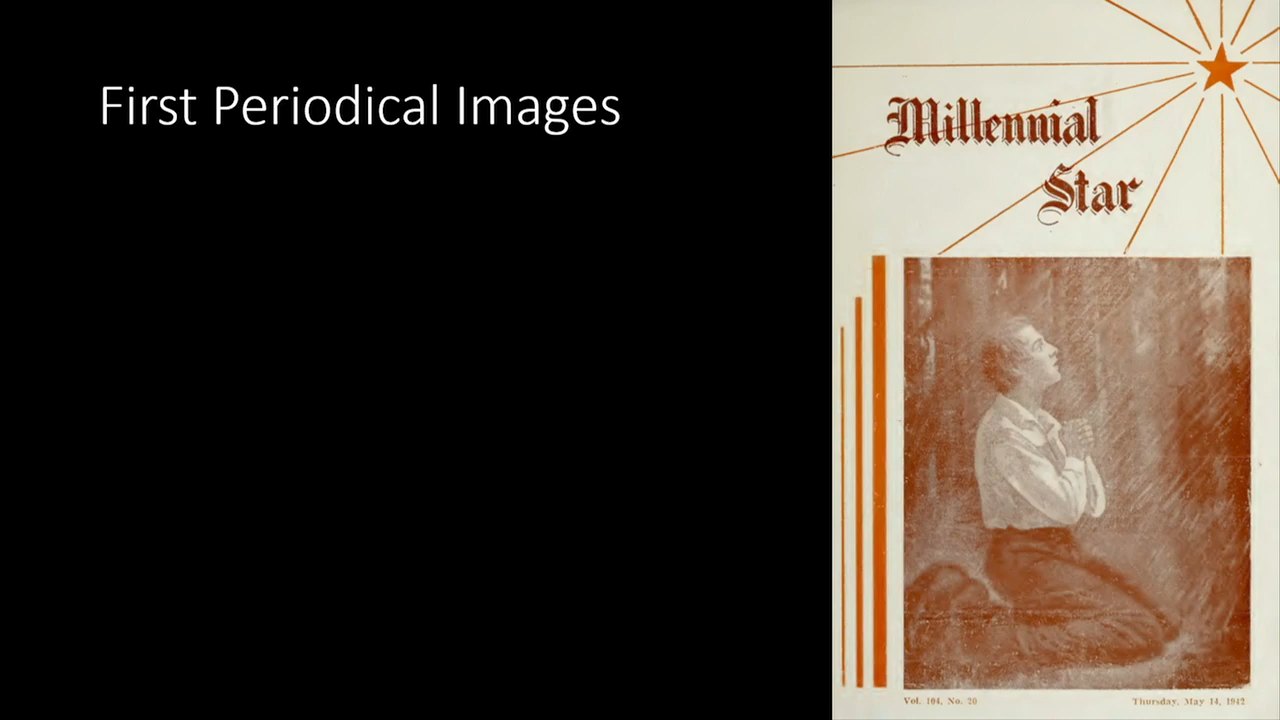 First Periodical Images
Millennial
Star
Vol. 104, No. 20
Thursday, May 14, 1942